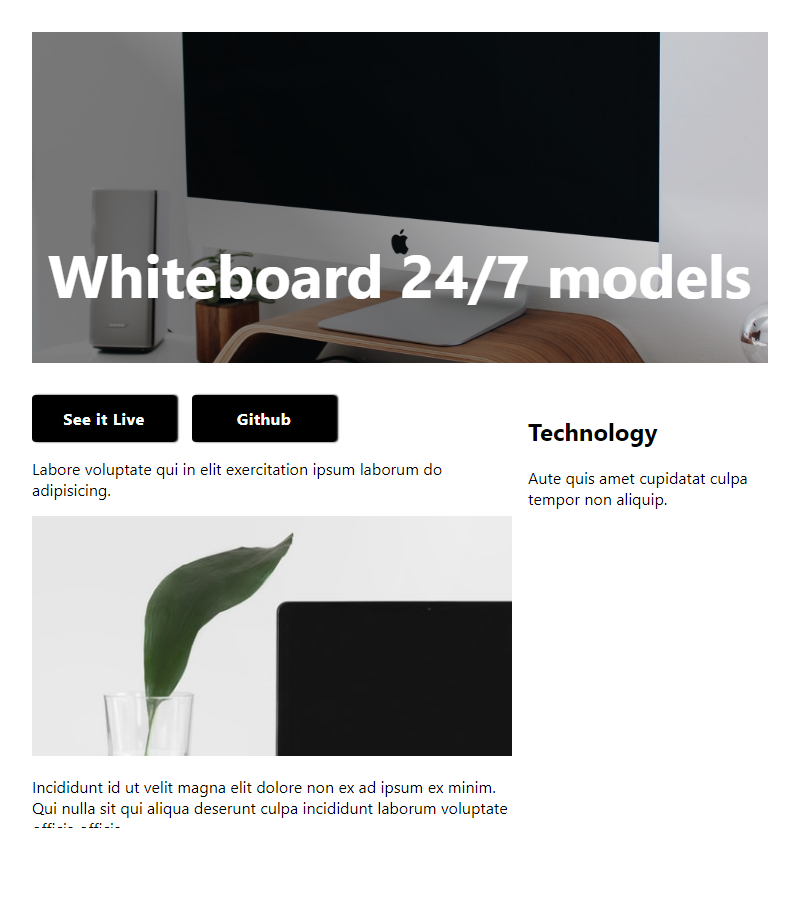 Whiteboard 24/7 models
See it Live
Github
Labore voluptate qui in elit exercitation ipsum laborum do
adipisicing.
Technology
Aute quis amet cupidatat culpa
tempor non aliquip.
Incididunt id ut velit magna elit dolore non ex ad ipsum ex minim.
Qui nulla sit qui aliqua deserunt culpa incididunt laborum voluptate
officia officia